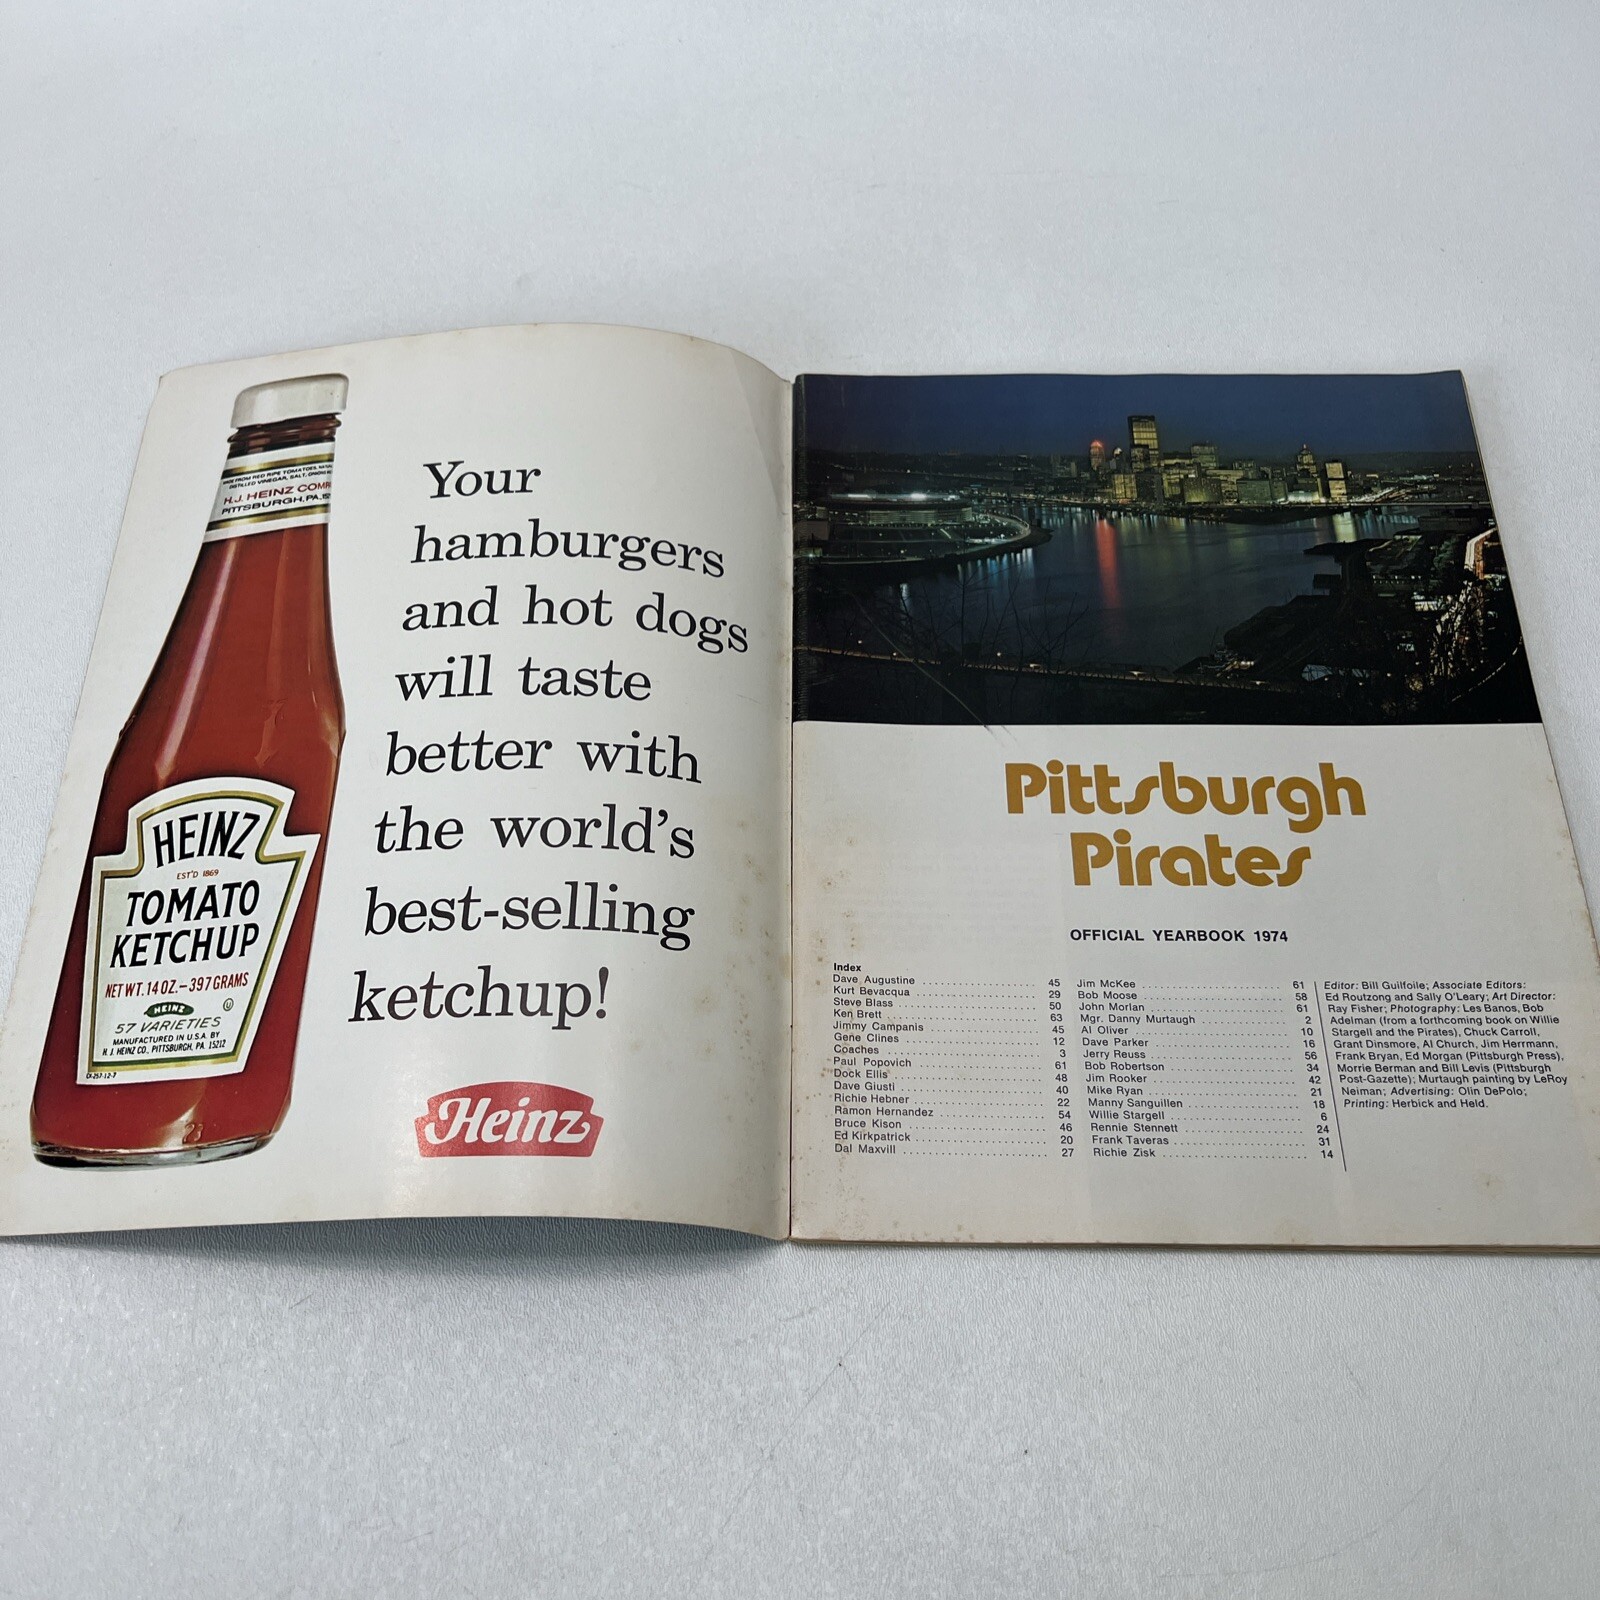 MADE FROM RED RIPE TOMATOES,
DISTILLED VINEGAR, SALT,
H.J. HEINZ
PITTSBURGH, PA.
HEINZ
EST'D 1869
TOMATO
KETCHUP
NET WT. 14 OZ.–397 GRAMS
HEINZ
U
57 VARIETIES
MANUFACTURED IN U.S.A. BY
H. J. HEINZ CO., PITTSBURGH, PA. 15212
Your
hamburgers
and hot dogs
will taste
better with
the world's
best-selling
ketchup!
Heinz
Pittsburgh
Pirates
OFFICIAL YEARBOOK 1974
Index
Dave Augustine 45
Kurt Bevacqua 29
Steve Blass 50
Ken Brett 63
Jimmy Campanis 45
Gene Clines 12
Coaches 3
Paul Popovich 61
Dock Ellis 48
Dave Giusti 40
Richie Hebner 22
Ramon Hernandez 54
Bruce Kison 46
Ed Kirkpatrick 20
Dal Maxvill 27
Jim McKee 61
Bob Moose 58
John Morlan 61
Mgr. Danny Murtaugh 2
Al Oliver 10
Dave Parker 16
Jerry Reuss 56
Bob Robertson 34
Jim Rooker 42
Mike Ryan 21
Manny Sanguillen 18
Willie Stargell 6
Rennie Stennett 24
Frank Taveras 31
Richie Zisk 14
Editor: Bill Guilfoile; Associate Editors:
Ed Routzong and Sally O'Leary; Art Director:
Ray Fisher; Photography: Les Banos, Bob
Adelman (from a forthcoming book on Willie
Stargell and the Pirates), Chuck Carroll,
Grant Dinsmore, Al Church, Jim Herrmann,
Frank Bryan, Ed Morgan (Pittsburgh Press),
Morrie Berman and Bill Levis (Pittsburgh
Post-Gazette); Murtaugh painting by LeRoy
Neiman; Advertising: Olin DePolo;
Printing: Herbick and Held.